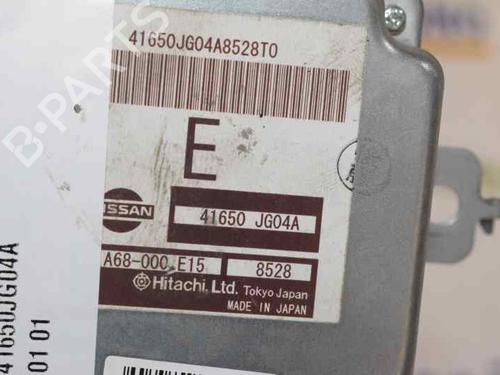 41650JG04A8528T0
E
NISSAN
41650 JG04A
A68-000 E15
8528
Hitachi, Ltd. Tokyo Japan
MADE IN JAPAN
41650JG04A
01 01
B-PARTS